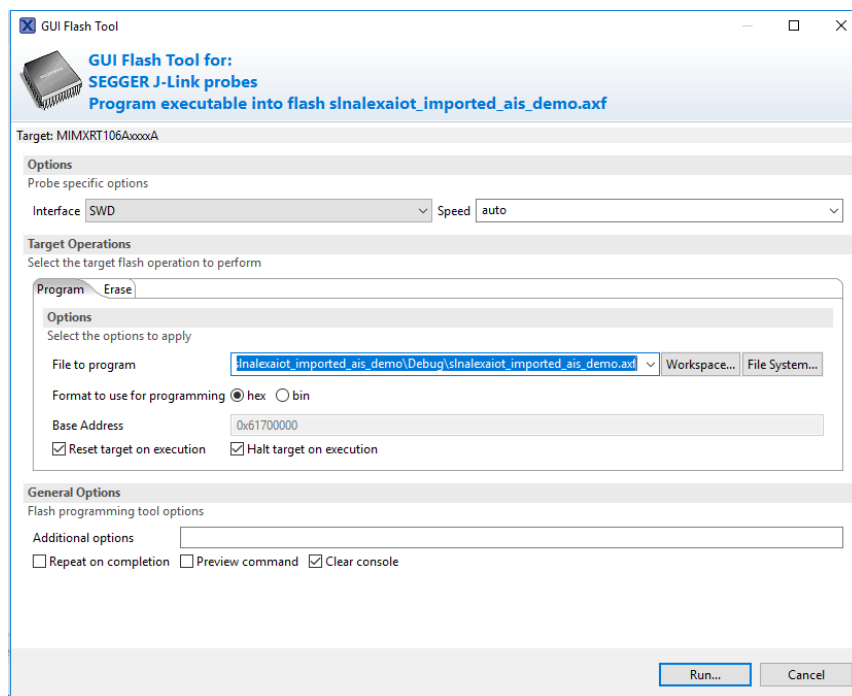 GUI Flash Tool
GUI Flash Tool for:
SEGGER J-Link probes
Program executable into flash slnalexaiot_imported_ais_demo.axf
Target: MIMXRT106AxxxxA
Options
Probe specific options
Interface SWD Speed auto
Target Operations
Select the target flash operation to perform
Program Erase
Options
Select the options to apply
File to program slnalexaiot_imported_ais_demo\Debug\slnalexaiot_imported_ais_demo.axf Workspace... File System...
Format to use for programming hex bin
Base Address 0x61700000
Reset target on execution Halt target on execution
General Options
Flash programming tool options
Additional options
Repeat on completion Preview command Clear console
Run... Cancel